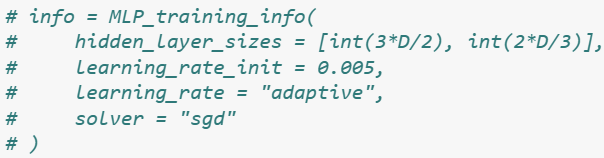 # info = MLP_training_info(
#     hidden_layer_sizes = [int(3*D/2), int(2*D/3)],
#     learning_rate_init = 0.005,
#     learning_rate = "adaptive",
#     solver = "sgd"
# )